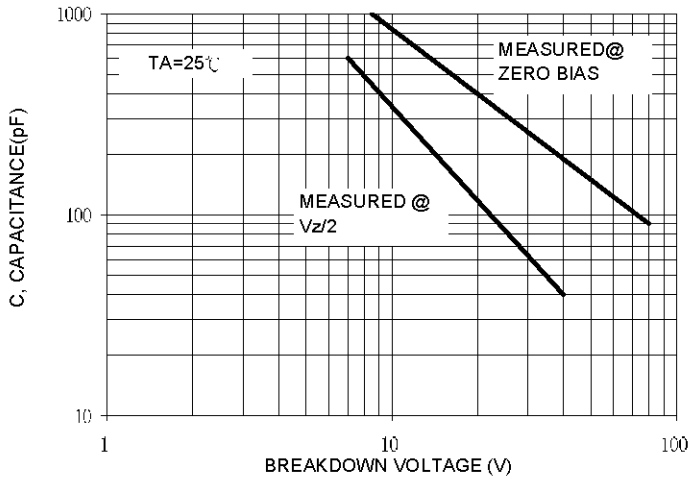 1000
TA=25℃
MEASURED@
ZERO BIAS
C, CAPACITANCE(pF)
MEASURED @
Vz/2
100
10
1
10
100
BREAKDOWN VOLTAGE (V)